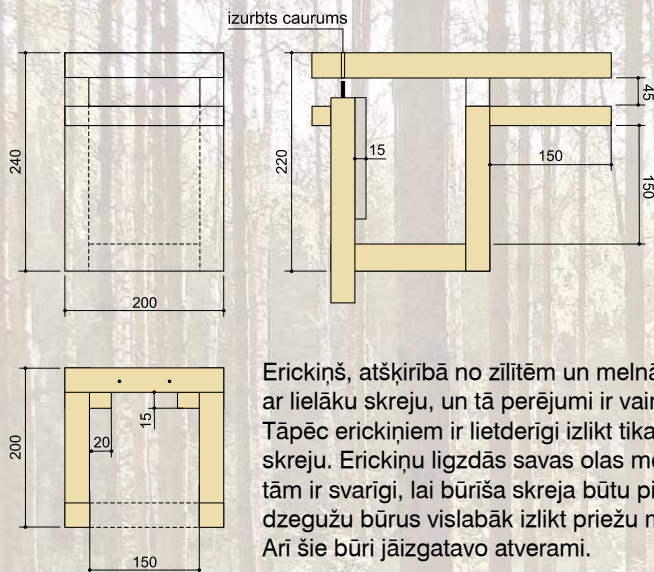 izurbts caurums
240
200
220
15
45
150
150
200
20
15
150
Erickiņš, atšķirībā no zīlītēm un melnā
ar lielāku skreju, un tā perējumi ir vair
Tāpēc erickiņiem ir lietderīgi izlikt tika
skreju. Erickiņu ligzdās savas olas mē
tām ir svarīgi, lai būrīša skreja būtu pi
dzegužu būrus vislabāk izlikt priežu m
Arī šie būri jāizgatavo atverami.